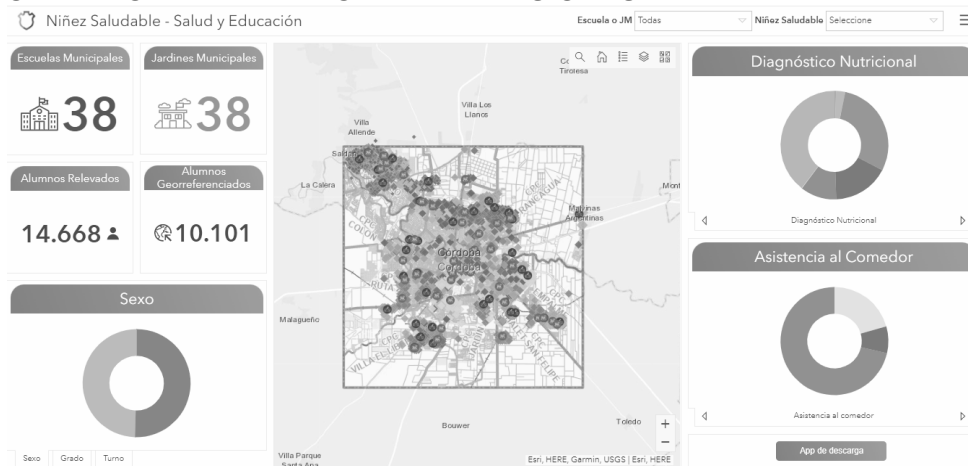 Niñez Saludable - Salud y Educación
Escuela o JM Todas
Niñez Saludable Seleccione
Escuelas Municipales
38
Jardines Municipales
38
Alumnos Relevados
14.668
Alumnos Georreferenciados
10.101
Sexo
Sexo Grado Turno
Tirolesa
Villa Los Llanos
Villa Allende
La Calera
Malvinas Argentinas
Córdoba
Córdoba
Malagueño
Bouwer
Toledo
Villa Parque Santa Ana
Esri, HERE, Garmin, USGS | Esri, HERE
Diagnóstico Nutricional
Diagnóstico Nutricional
Asistencia al Comedor
Asistencia al comedor
App de descarga